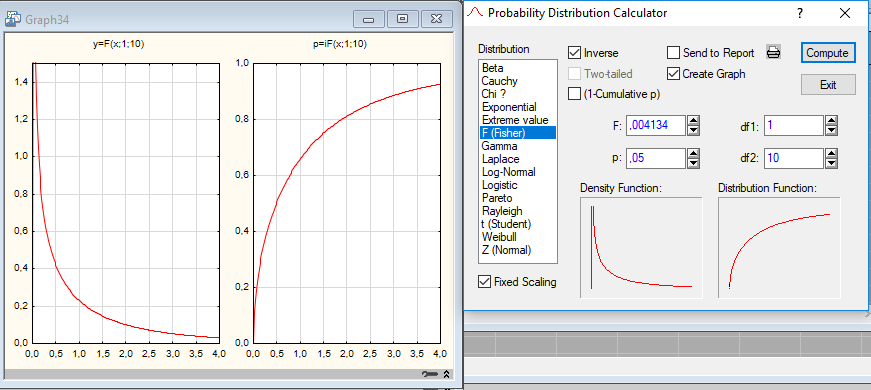 Graph34
y=F(x;1;10)
p=iF(x;1;10)
1,4
1,2
1,0
0,8
0,6
0,4
0,2
0,0
0,0 0,5 1,0 1,5 2,0 2,5 3,0 3,5 4,0
1,0
0,8
0,6
0,4
0,2
0,0
0,0 0,5 1,0 1,5 2,0 2,5 3,0 3,5 4,0
Probability Distribution Calculator
?
Distribution
Beta
Cauchy
Chi ?
Exponential
Extreme value
F (Fisher)
Gamma
Laplace
Log-Normal
Logistic
Pareto
Rayleigh
t (Student)
Weibull
Z (Normal)
Fixed Scaling
Inverse
Two-tailed
(1-Cumulative p)
Send to Report
Create Graph
Compute
Exit
F: ,004134
df1: 1
p: ,05
df2: 10
Density Function:
Distribution Function: